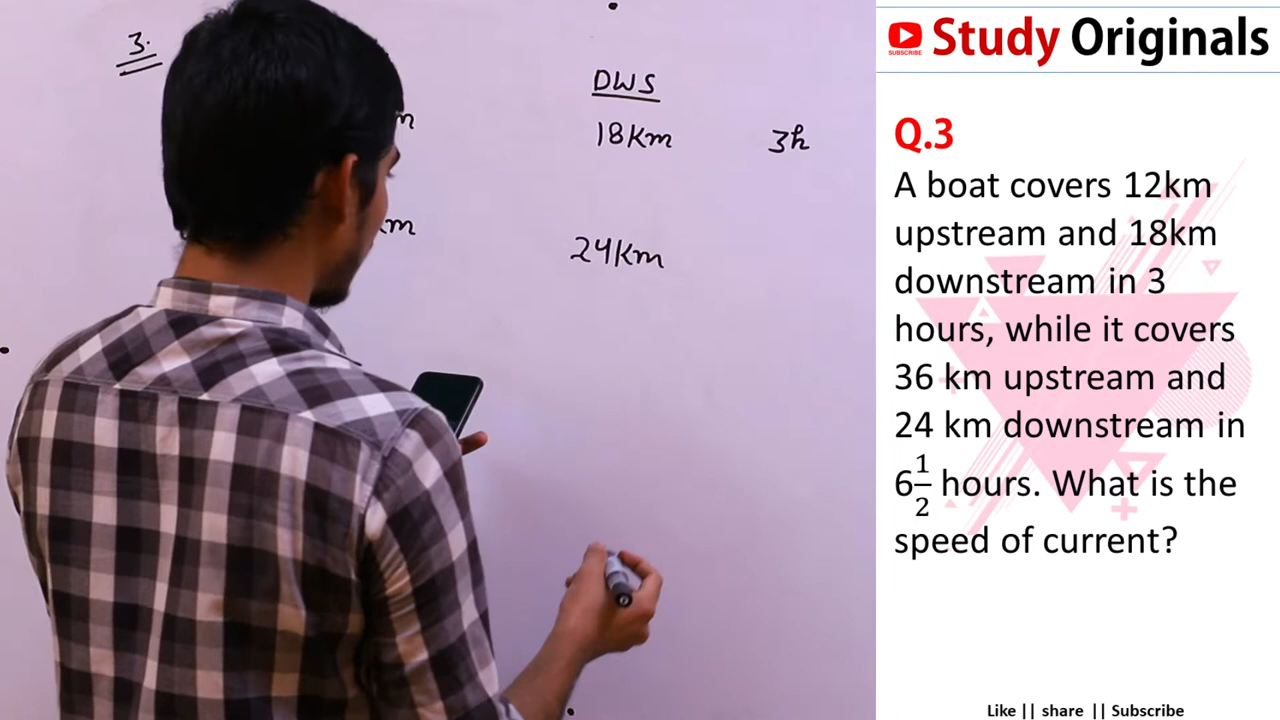 3.
DWS
m
18Km 3h
Km
24Km
SUBSCRIBE
Study Originals
Q.3
A boat covers 12km
upstream and 18km
downstream in 3
hours, while it covers
36 km upstream and
24 km downstream in
6 1/2 hours. What is the
speed of current?
Like || share || Subscribe